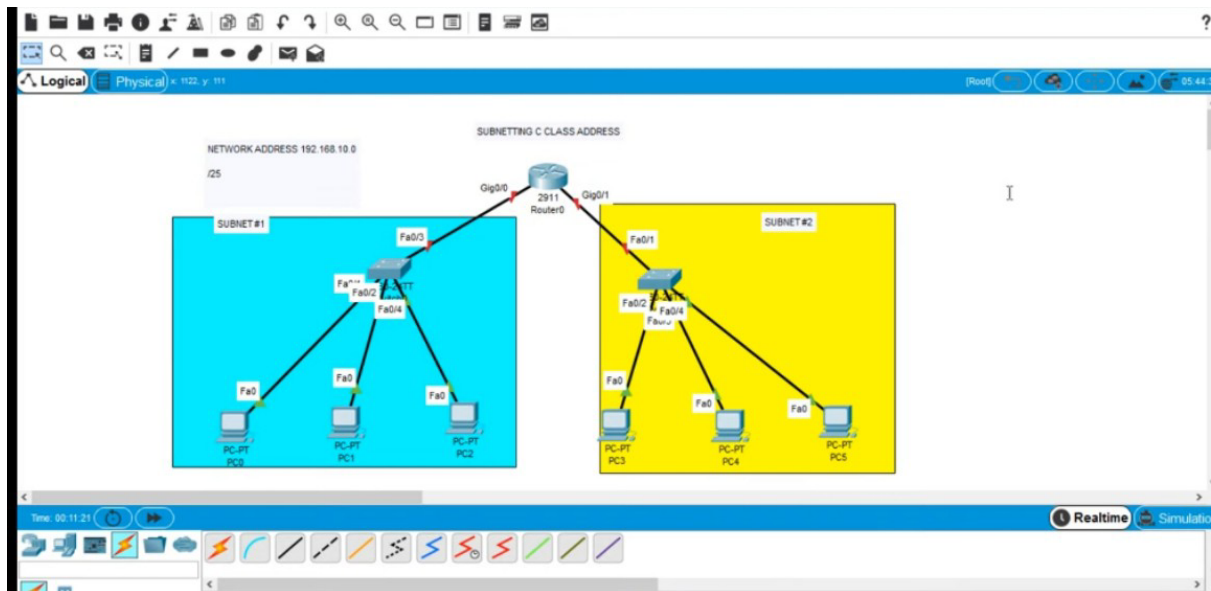 ?
Logical
Physical
x: 1122, y: 111
[Root]
SUBNETTING C CLASS ADDRESS
NETWORK ADDRESS 192.168.10.0
/25
Gig0/0
Gig0/1
2911
Router0
SUBNET #1
SUBNET #2
Fa0/3
Fa0/1
Fa0/2
Fa0/4
Fa0/2
Fa0/4
Fa0
Fa0
Fa0
Fa0
Fa0
Fa0
PC-PT
PC0
PC-PT
PC1
PC-PT
PC2
PC-PT
PC3
PC-PT
PC4
PC-PT
PC5
Time: 00:11:21
Realtime